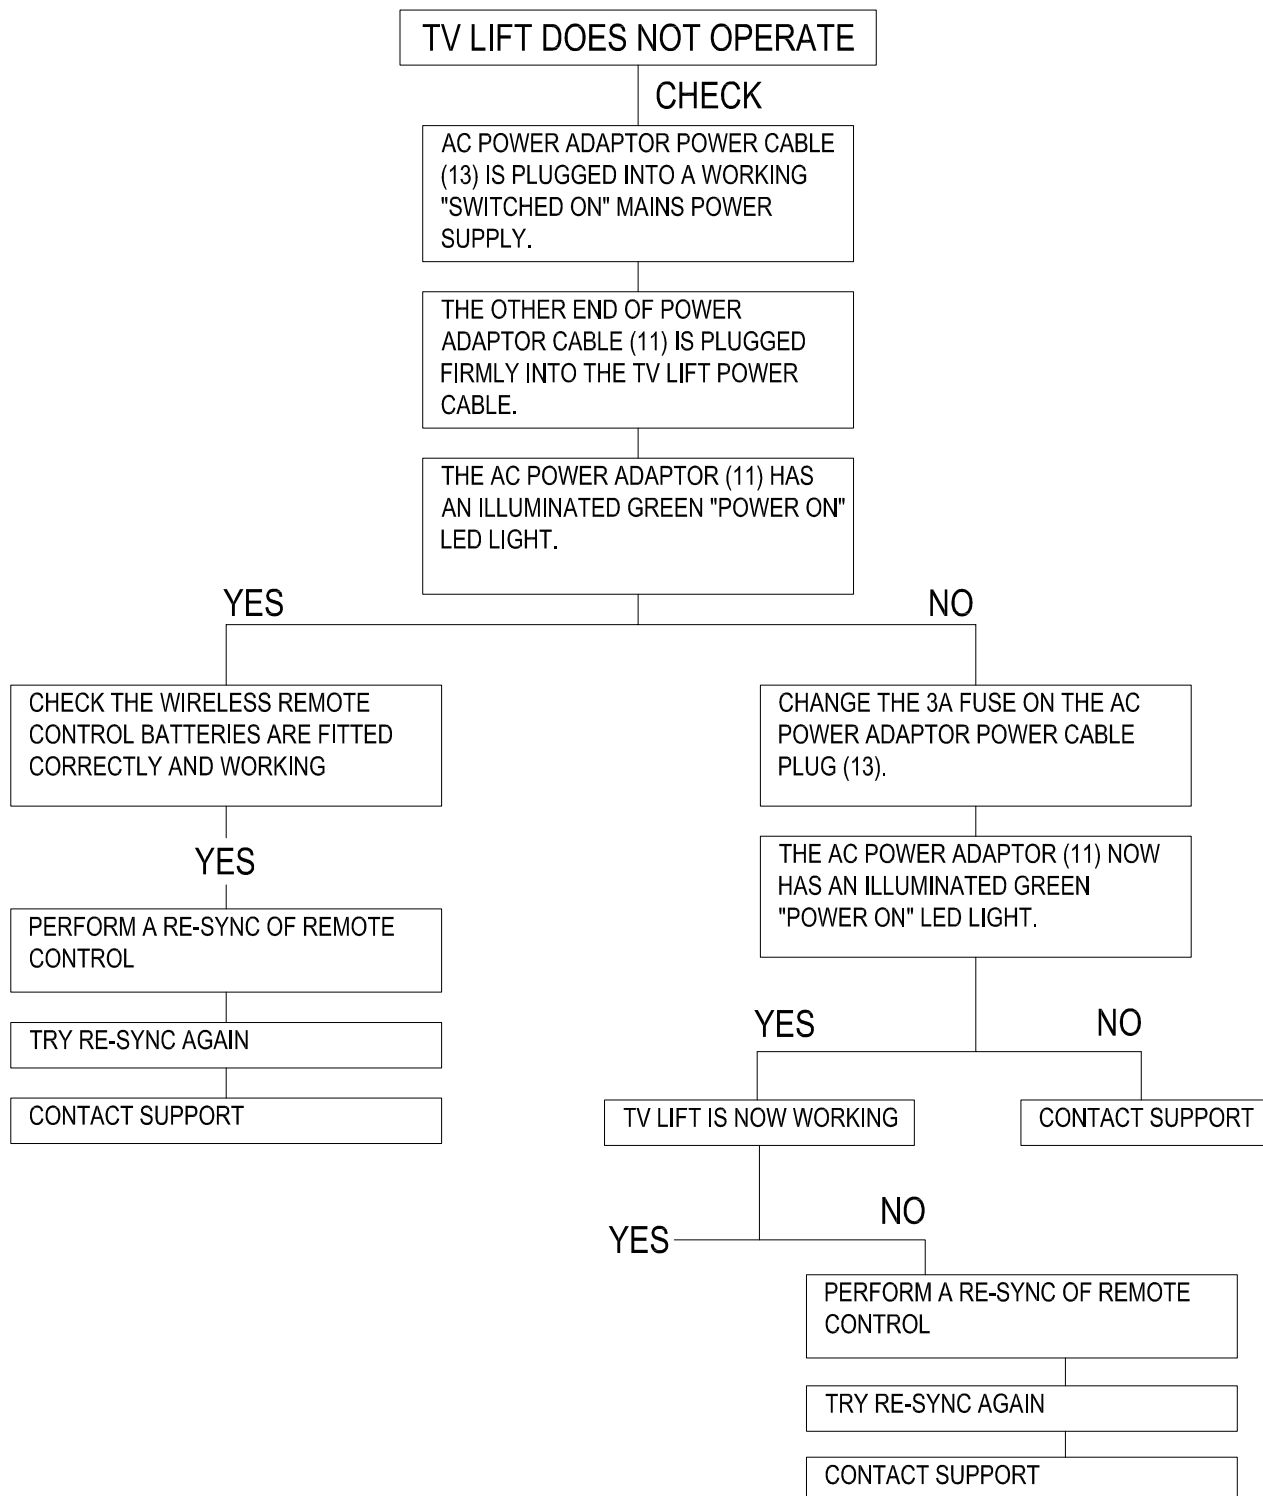 TV LIFT DOES NOT OPERATE
CHECK
AC POWER ADAPTOR POWER CABLE
(13) IS PLUGGED INTO A WORKING
"SWITCHED ON" MAINS POWER
SUPPLY.
THE OTHER END OF POWER
ADAPTOR CABLE (11) IS PLUGGED
FIRMLY INTO THE TV LIFT POWER
CABLE.
THE AC POWER ADAPTOR (11) HAS
AN ILLUMINATED GREEN "POWER ON"
LED LIGHT.
YES
CHECK THE WIRELESS REMOTE
CONTROL BATTERIES ARE FITTED
CORRECTLY AND WORKING
YES
PERFORM A RE-SYNC OF REMOTE
CONTROL
TRY RE-SYNC AGAIN
CONTACT SUPPORT
NO
CHANGE THE 3A FUSE ON THE AC
POWER ADAPTOR POWER CABLE
PLUG (13).
THE AC POWER ADAPTOR (11) NOW
HAS AN ILLUMINATED GREEN
"POWER ON" LED LIGHT.
YES
NO
TV LIFT IS NOW WORKING
CONTACT SUPPORT
YES
NO
PERFORM A RE-SYNC OF REMOTE
CONTROL
TRY RE-SYNC AGAIN
CONTACT SUPPORT